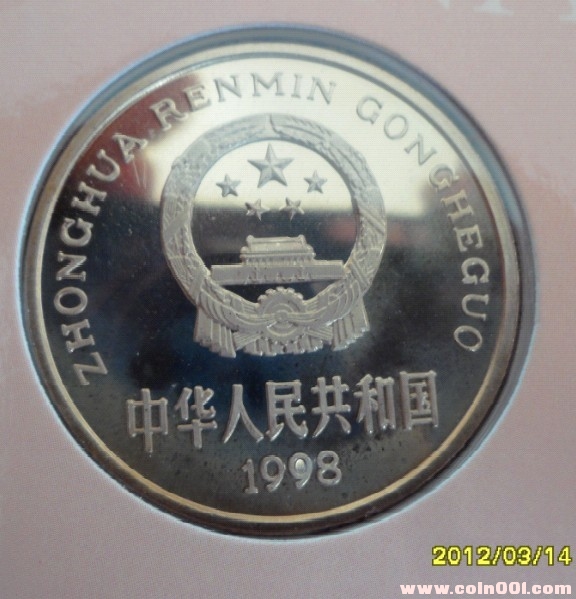 ZHONGHUA RENMIN GONGHEGUO
中华人民共和国
1998
2012/03/14
www.coin001.com